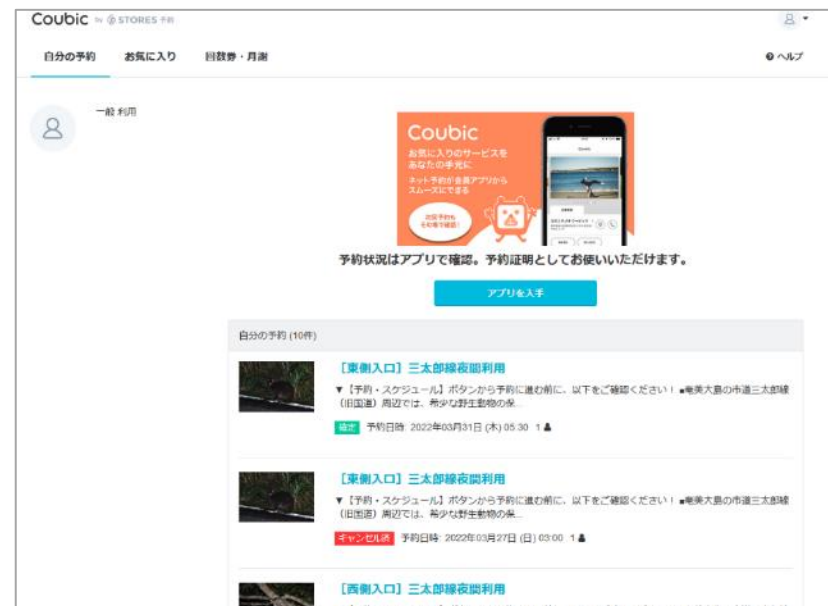 Coubic by STORES 予約
自分の予約 お気に入り 回数券・月謝 ヘルプ
一般 利用
Coubic
お気に入りのサービスを
あなたの手元に
ネット予約が会員アプリから
スムーズにできる
お店予約も
その場で確認!
予約状況はアプリで確認。予約証明としてお使いいただけます。
アプリを入手
自分の予約 (10件)
［東側入口］三太郎線夜間利用
▼【予約・スケジュール】ボタンから予約に進む前に、以下をご確認ください！ ■奄美大島の市道三太郎線
（旧国道）周辺では、希少な野生動物の保...
確定 予約日時: 2022年03月31日 (木) 05:30 1
［東側入口］三太郎線夜間利用
▼【予約・スケジュール】ボタンから予約に進む前に、以下をご確認ください！ ■奄美大島の市道三太郎線
（旧国道）周辺では、希少な野生動物の保...
キャンセル済 予約日時: 2022年03月27日 (日) 03:00 1
［西側入口］三太郎線夜間利用